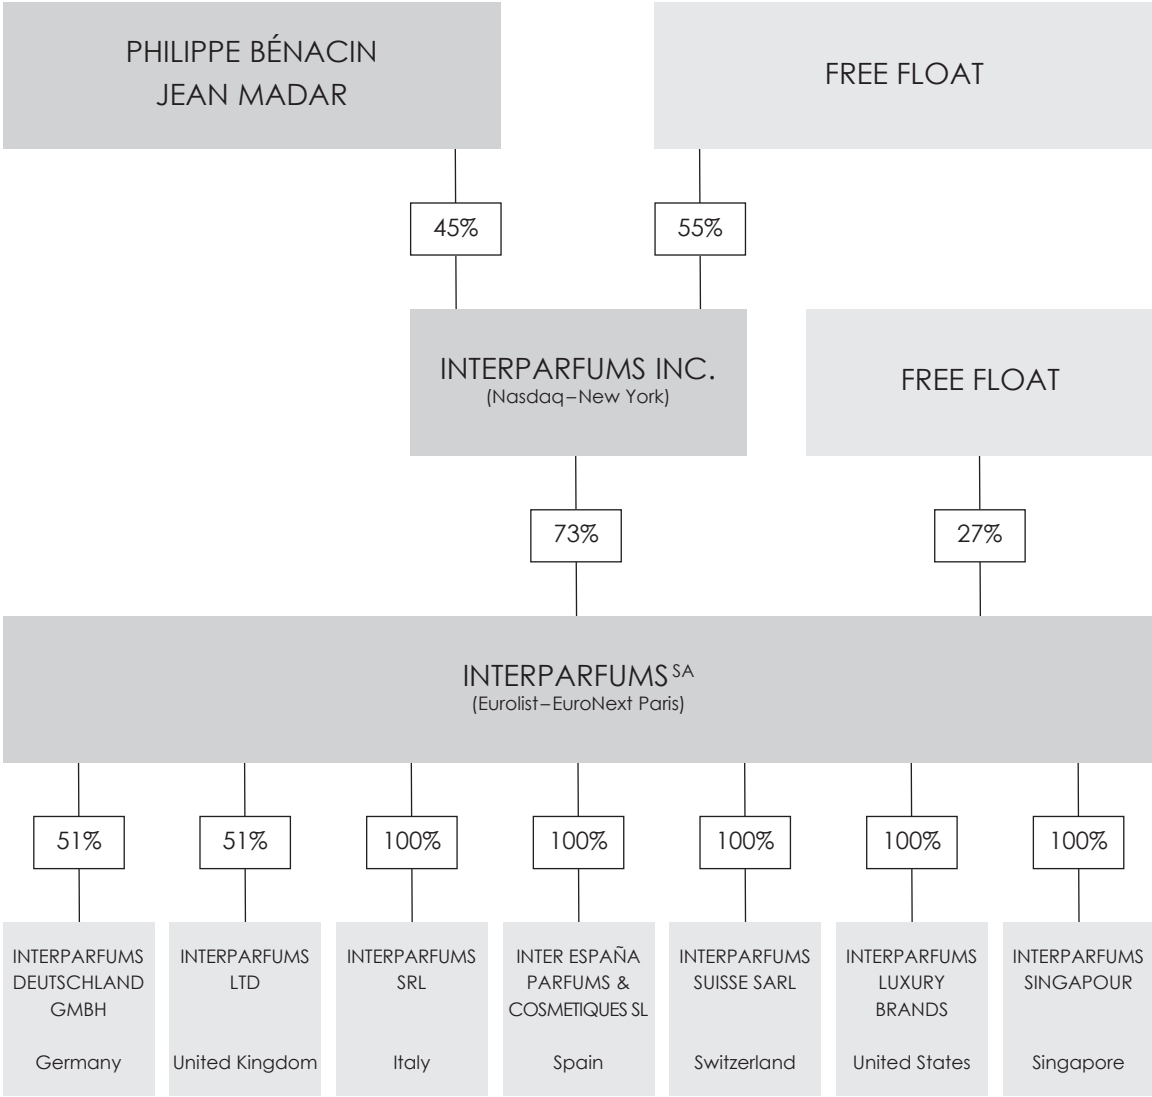 PHILIPPE BÉNACIN
JEAN MADAR
FREE FLOAT
45%
55%
INTERPARFUMS INC.
(Nasdaq–New York)
FREE FLOAT
73%
27%
INTERPARFUMS SA
(Eurolist–EuroNext Paris)
51%
51%
100%
100%
100%
100%
100%
INTERPARFUMS
DEUTSCHLAND
GMBH
Germany
INTERPARFUMS
LTD
United Kingdom
INTERPARFUMS
SRL
Italy
INTER ESPAÑA
PARFUMS &
COSMETIQUES SL
Spain
INTERPARFUMS
SUISSE SARL
Switzerland
INTERPARFUMS
LUXURY
BRANDS
United States
INTERPARFUMS
SINGAPOUR
Singapore